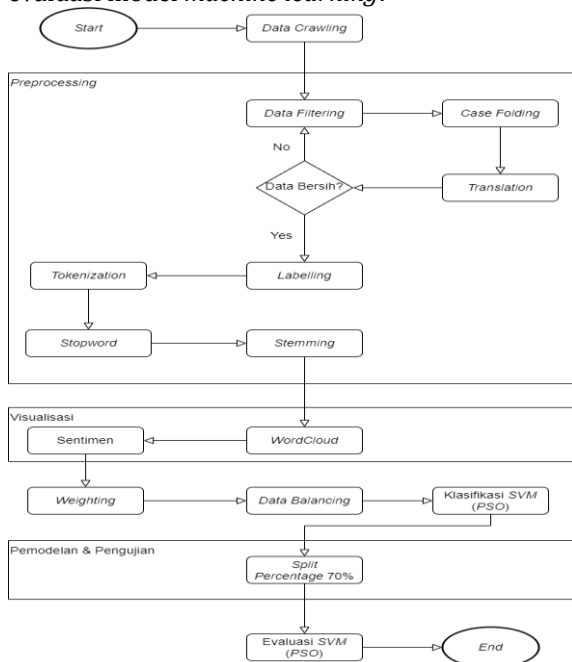 evaluasi model machine learning.
Start
Data Crawling
Preprocessing
Data Filtering
Case Folding
No
Data Bersih?
Translation
Yes
Tokenization
Labelling
Stopword
Stemming
Visualisasi
Sentimen
WordCloud
Weighting
Data Balancing
Klasifikasi SVM
(PSO)
Pemodelan & Pengujian
Split
Percentage 70%
Evaluasi SVM
(PSO)
End